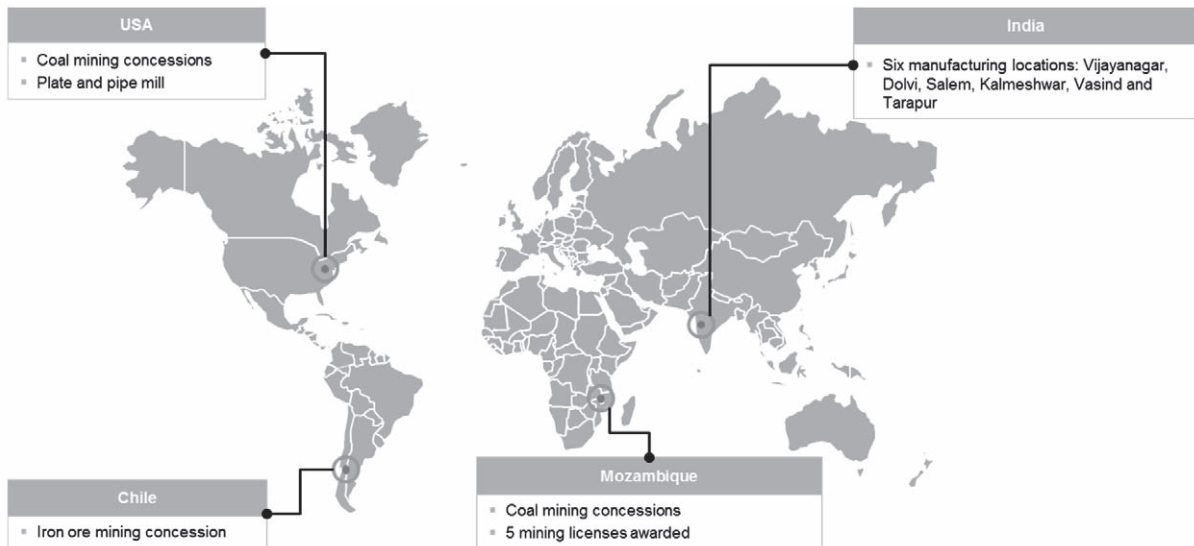 USA
Coal mining concessions
Plate and pipe mill
India
Six manufacturing locations: Vijayanagar,
Dolvi, Salem, Kalmeshwar, Vasind and
Tarapur
Chile
Iron ore mining concession
Mozambique
Coal mining concessions
5 mining licenses awarded